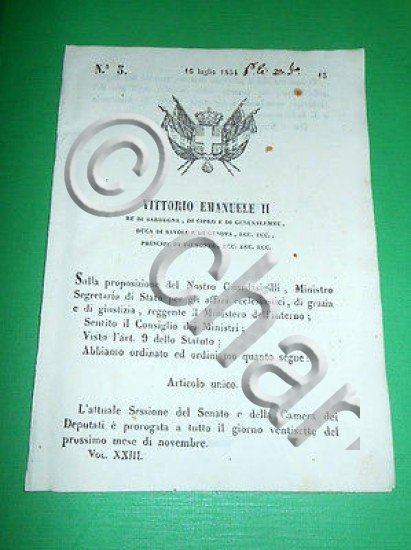 N.° 3. 16 luglio 1854 13
VITTORIO EMANUELE II
RE DI SARDEGNA, DI CIPRO E DI GERUSALEMME,
DUCA DI SAVOIA E DI GENOVA, ECC. ECC.,
PRINCIPE DI PIEMONTE, ECC. ECC. ECC.
Sulla proposizione del Nostro Guardasigilli, Ministro
Segretario di Stato per gli affari ecclesiastici, di grazia
e di giustizia, reggente il Ministero dell'interno;
Sentito il Consiglio dei Ministri;
Visto l'art. 9 dello Statuto;
Abbiamo ordinato ed ordiniamo quanto segue:
Articolo unico.
L'attuale Sessione del Senato e della Camera dei
Deputati è prorogata a tutto il giorno ventisette del
prossimo mese di novembre.
VOL. XXIII.
© Char